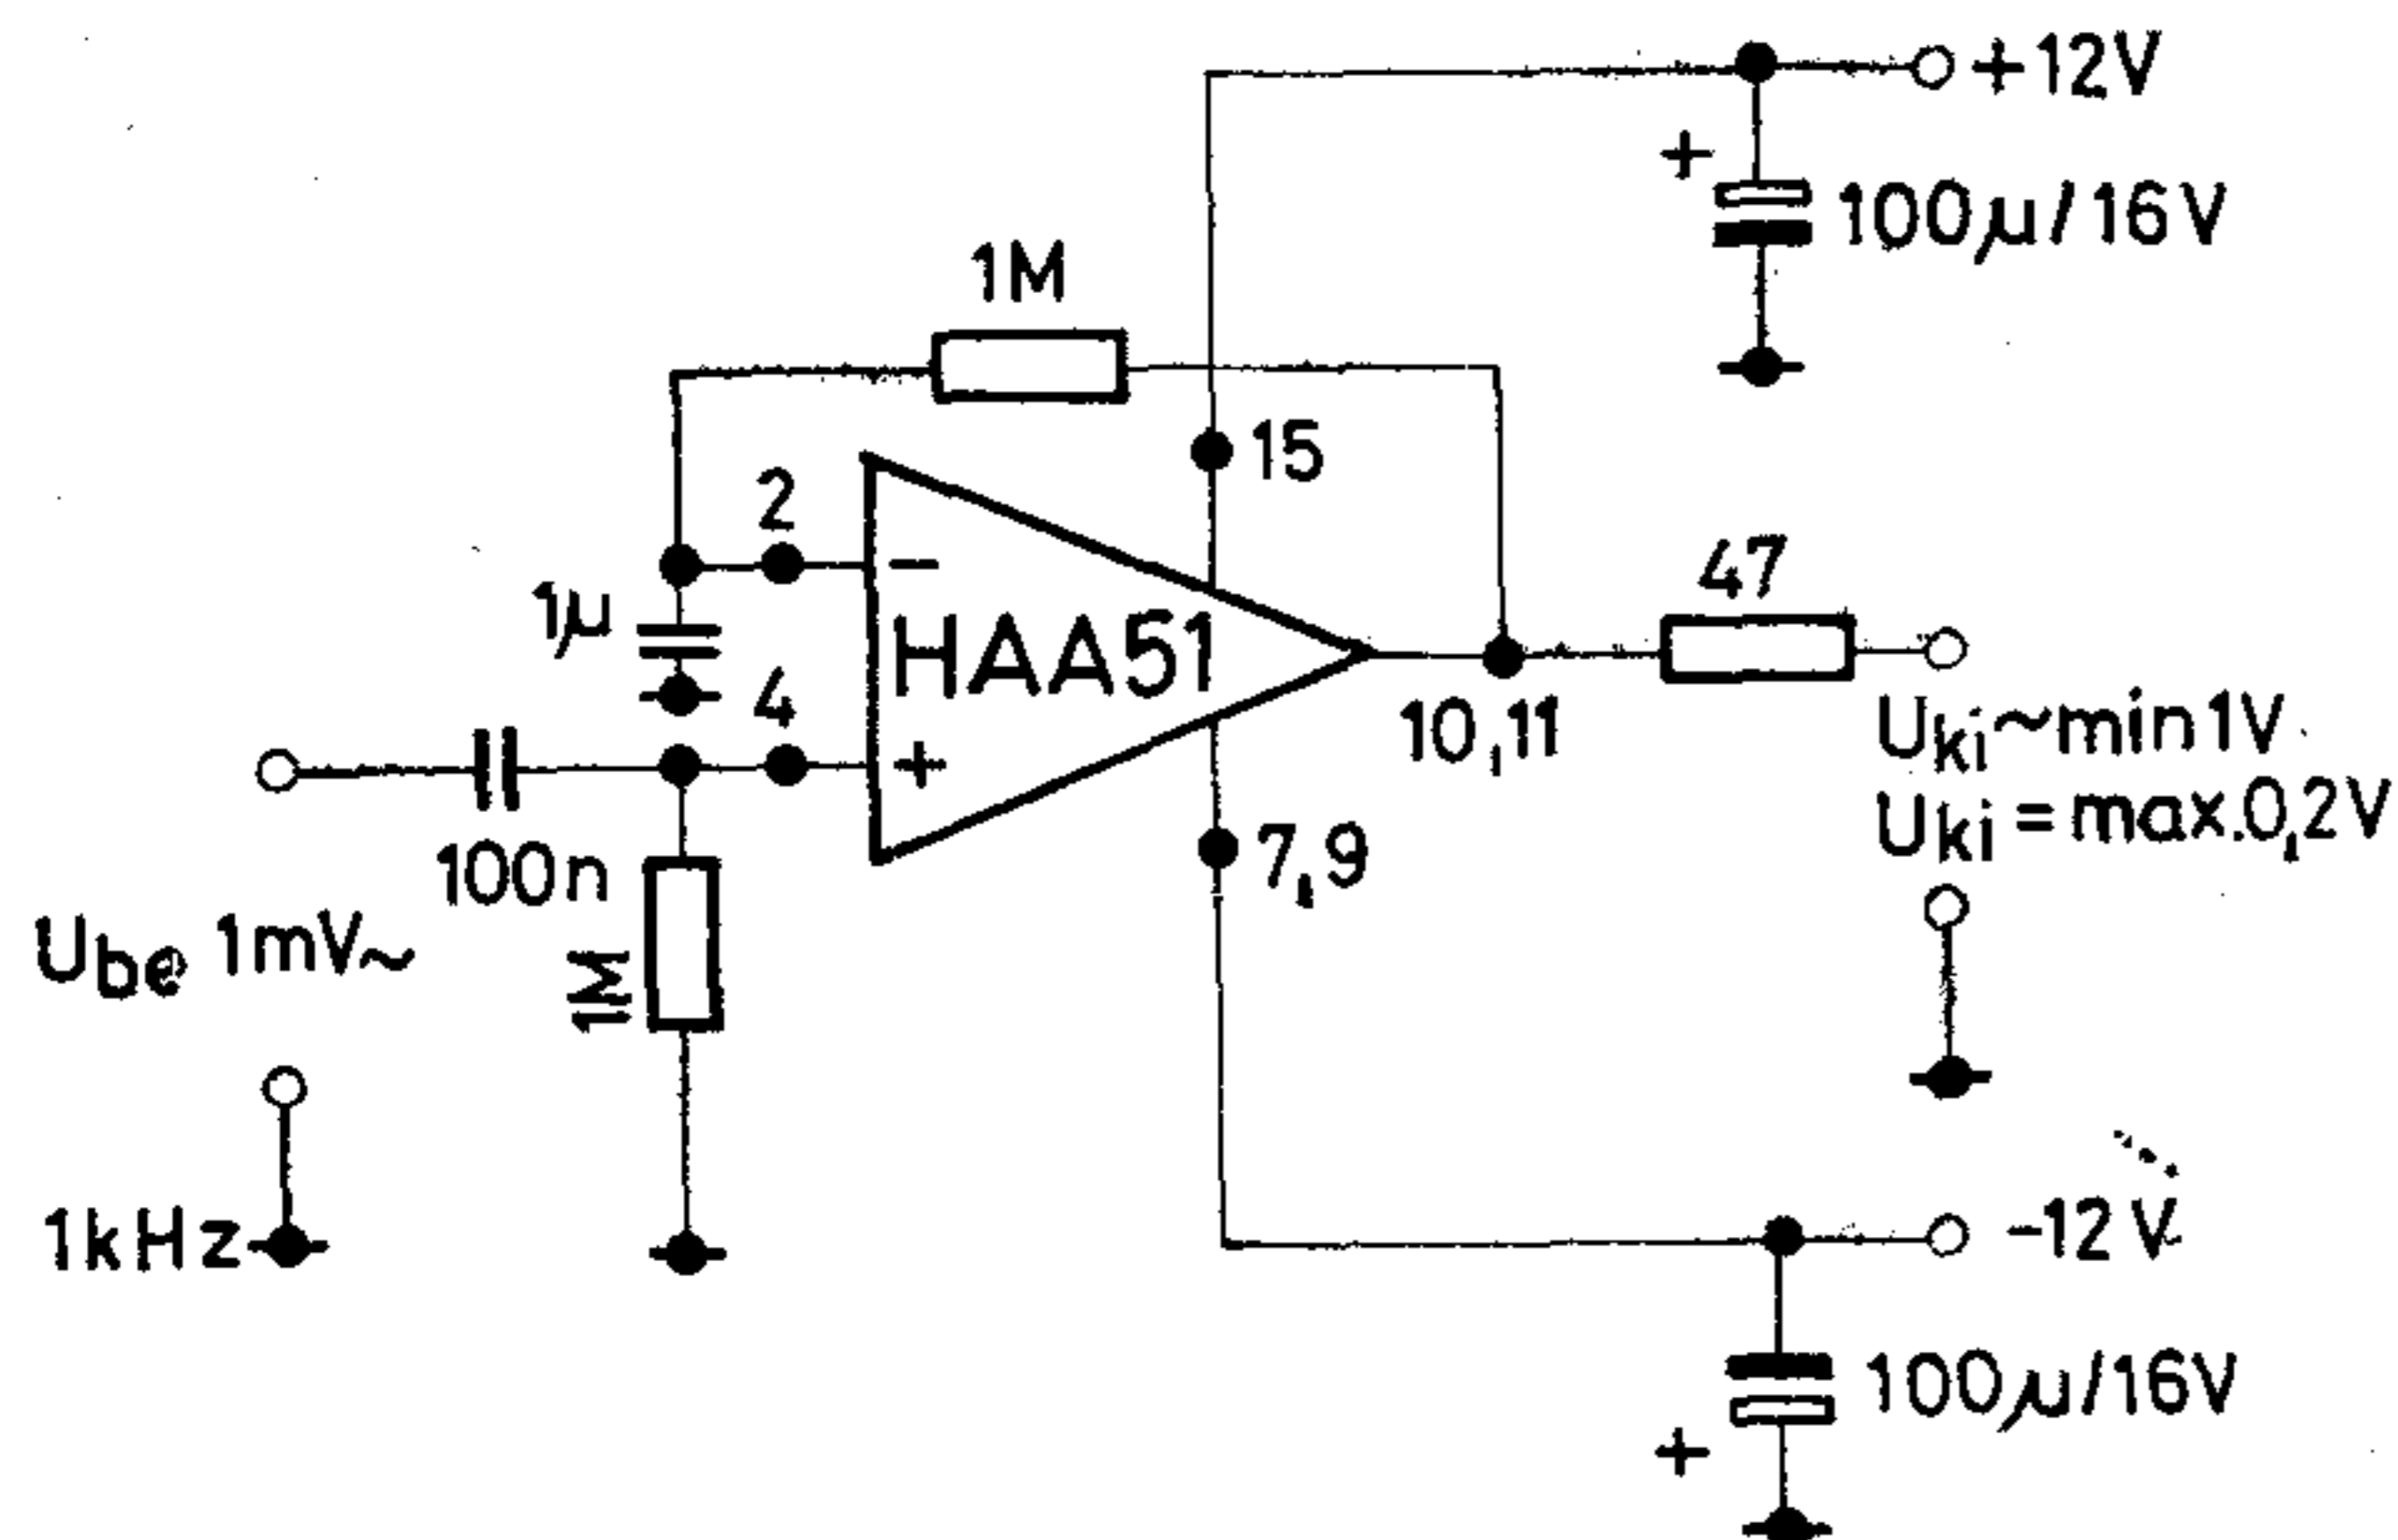 +12V
+
100µ/16V
1M
15
2
-
1µ
HAA51
47
4
+
10,11
Uki~min1V
Uki=max.0,2V
7,9
100n
Ube 1mV~
1M
1kHz
-12V
100µ/16V
+